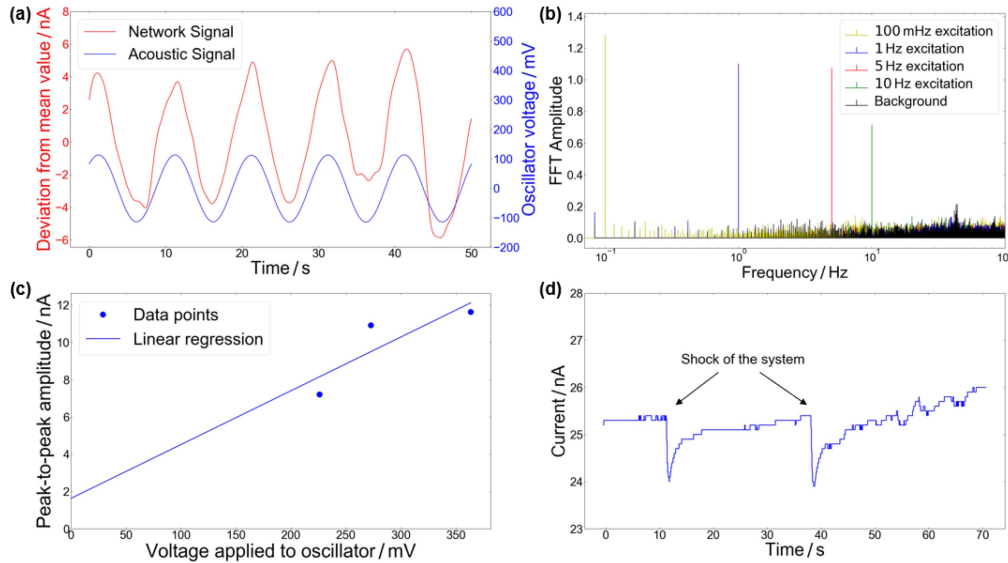 (a)
Deviation from mean value / nA
8
6
4
2
0
−2
−4
−6
Network Signal
Acoustic Signal
600
500
400
300
200
100
0
−100
−200
Oscillator voltage / mV
0
10
20
30
40
50
Time / s
(b)
FFT Amplitude
1.4
1.2
1.0
0.8
0.6
0.4
0.2
0.0
100 mHz excitation
1 Hz excitation
5 Hz excitation
10 Hz excitation
Background
10⁻¹
10⁰
10¹
10
Frequency / Hz
(c)
Peak-to-peak amplitude / nA
12
10
8
6
4
2
0
Data points
Linear regression
0
50
100
150
200
250
300
350
Voltage applied to oscillator / mV
(d)
Current / nA
28
27
26
25
24
23
Shock of the system
0
10
20
30
40
50
60
70
Time / s